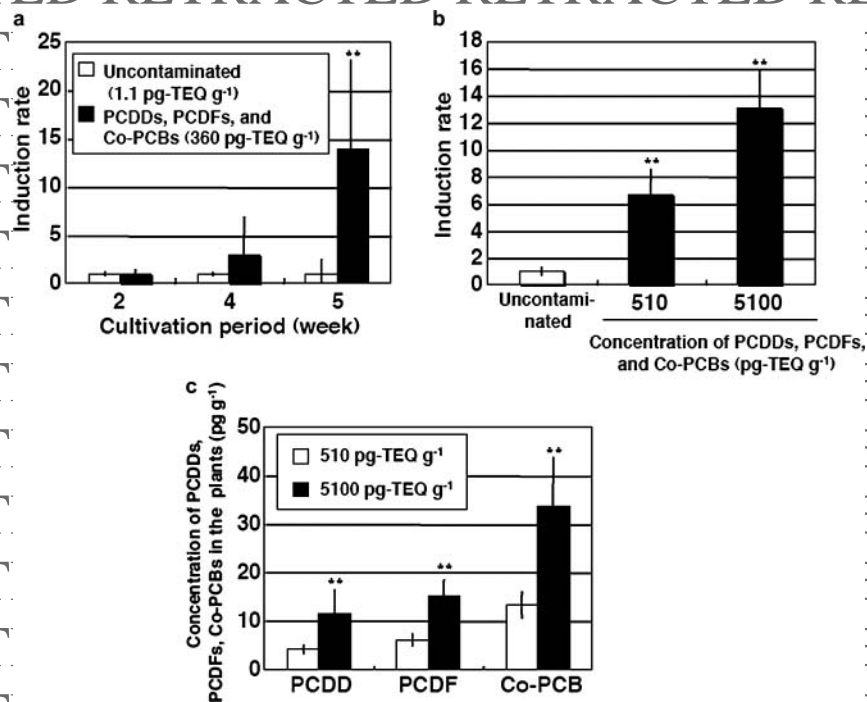 RETRACTED RETRACTED
a
Induction rate
25
20
15
10
5
0
Uncontaminated
(1.1 pg-TEQ g-1)
PCDDs, PCDFs, and
Co-PCBs (360 pg-TEQ g-1)
**
2 4 5
Cultivation period (week)
b
Induction rate
18
16
14
12
10
8
6
4
2
0
**
**
Uncontami-
nated
510 5100
Concentration of PCDDs, PCDFs,
and Co-PCBs (pg-TEQ g-1)
c
Concentration of PCDDs,
PCDFs, Co-PCBs in the plants (pg g-1)
50
40
30
20
10
0
510 pg-TEQ g-1
5100 pg-TEQ g-1
**
**
**
PCDD PCDF Co-PCB